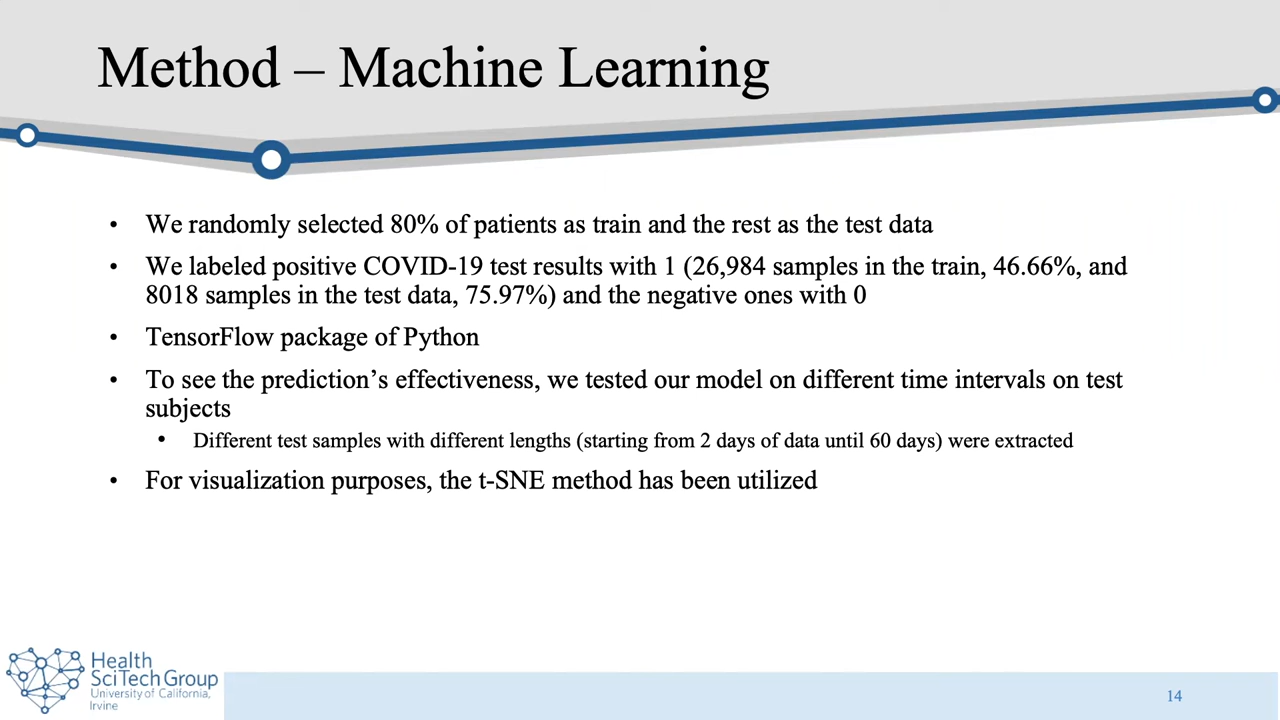 Method – Machine Learning
• We randomly selected 80% of patients as train and the rest as the test data
• We labeled positive COVID-19 test results with 1 (26,984 samples in the train, 46.66%, and
8018 samples in the test data, 75.97%) and the negative ones with 0
• TensorFlow package of Python
• To see the prediction’s effectiveness, we tested our model on different time intervals on test
subjects
• Different test samples with different lengths (starting from 2 days of data until 60 days) were extracted
• For visualization purposes, the t-SNE method has been utilized
Health
SciTech Group
University of California,
Irvine
14